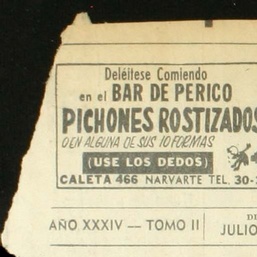 Deléitese Comiendo
en el BAR DE PERICO
PICHONES ROSTIZADOS
O EN ALGUNA DE SUS 10 FORMAS
(USE LOS DEDOS)
CALETA 466 NARVARTE TEL. 30-
AÑO XXXIV — TOMO II
JULIO